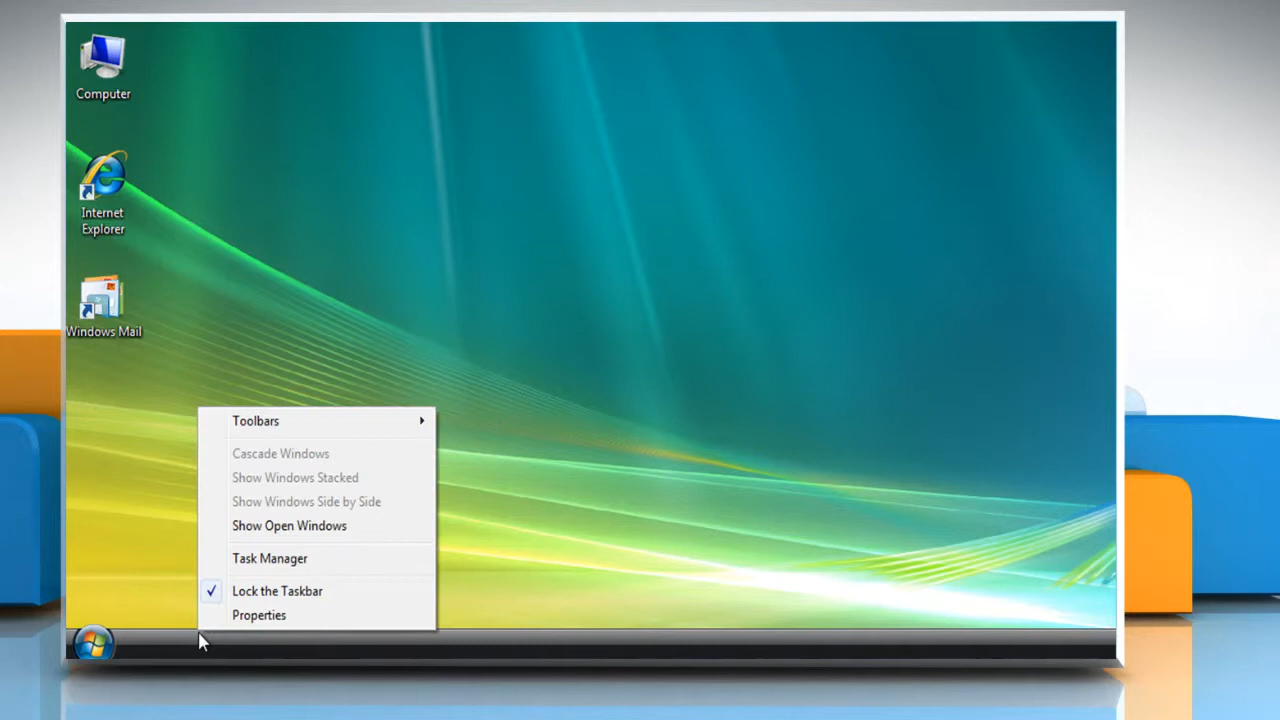 Computer
Internet
Explorer
Windows Mail
Toolbars
Cascade Windows
Show Windows Stacked
Show Windows Side by Side
Show Open Windows
Task Manager
Lock the Taskbar
Properties